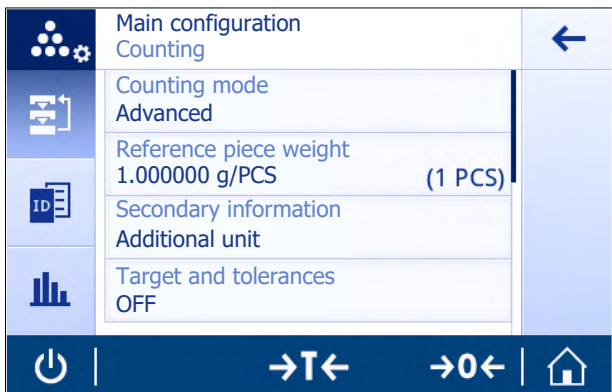 Main configuration
Counting
Counting mode
Advanced
Reference piece weight
1.000000 g/PCS (1 PCS)
ID
Secondary information
Additional unit
Target and tolerances
OFF
→T← →0←